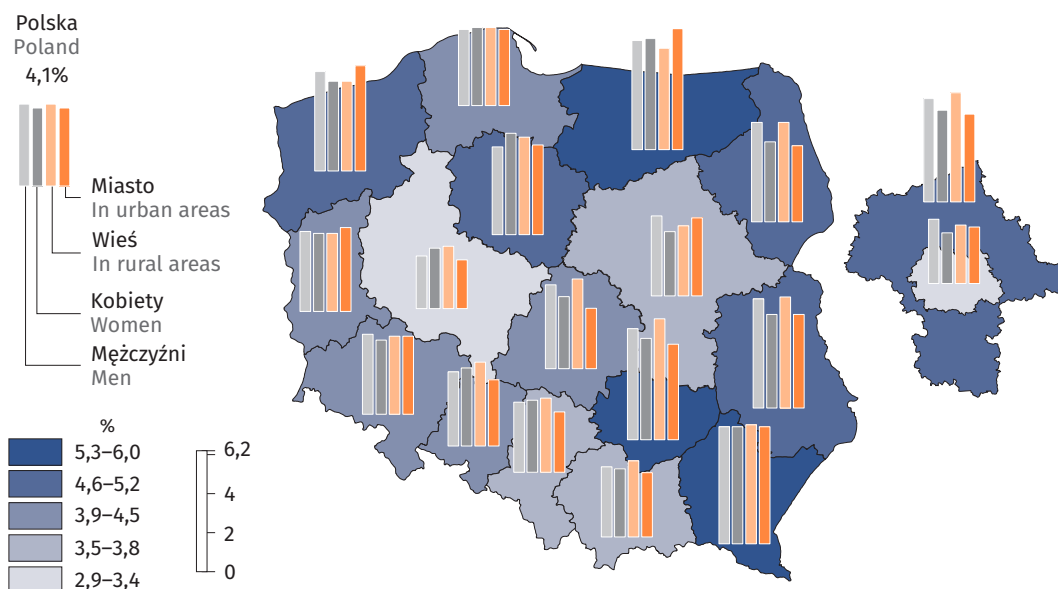 Polska
Poland
4,1%
Miasto
In urban areas
Wieś
In rural areas
Kobiety
Women
Mężczyźni
Men
%
5,3–6,0
4,6–5,2
3,9–4,5
3,5–3,8
2,9–3,4
6,2
4
2
0